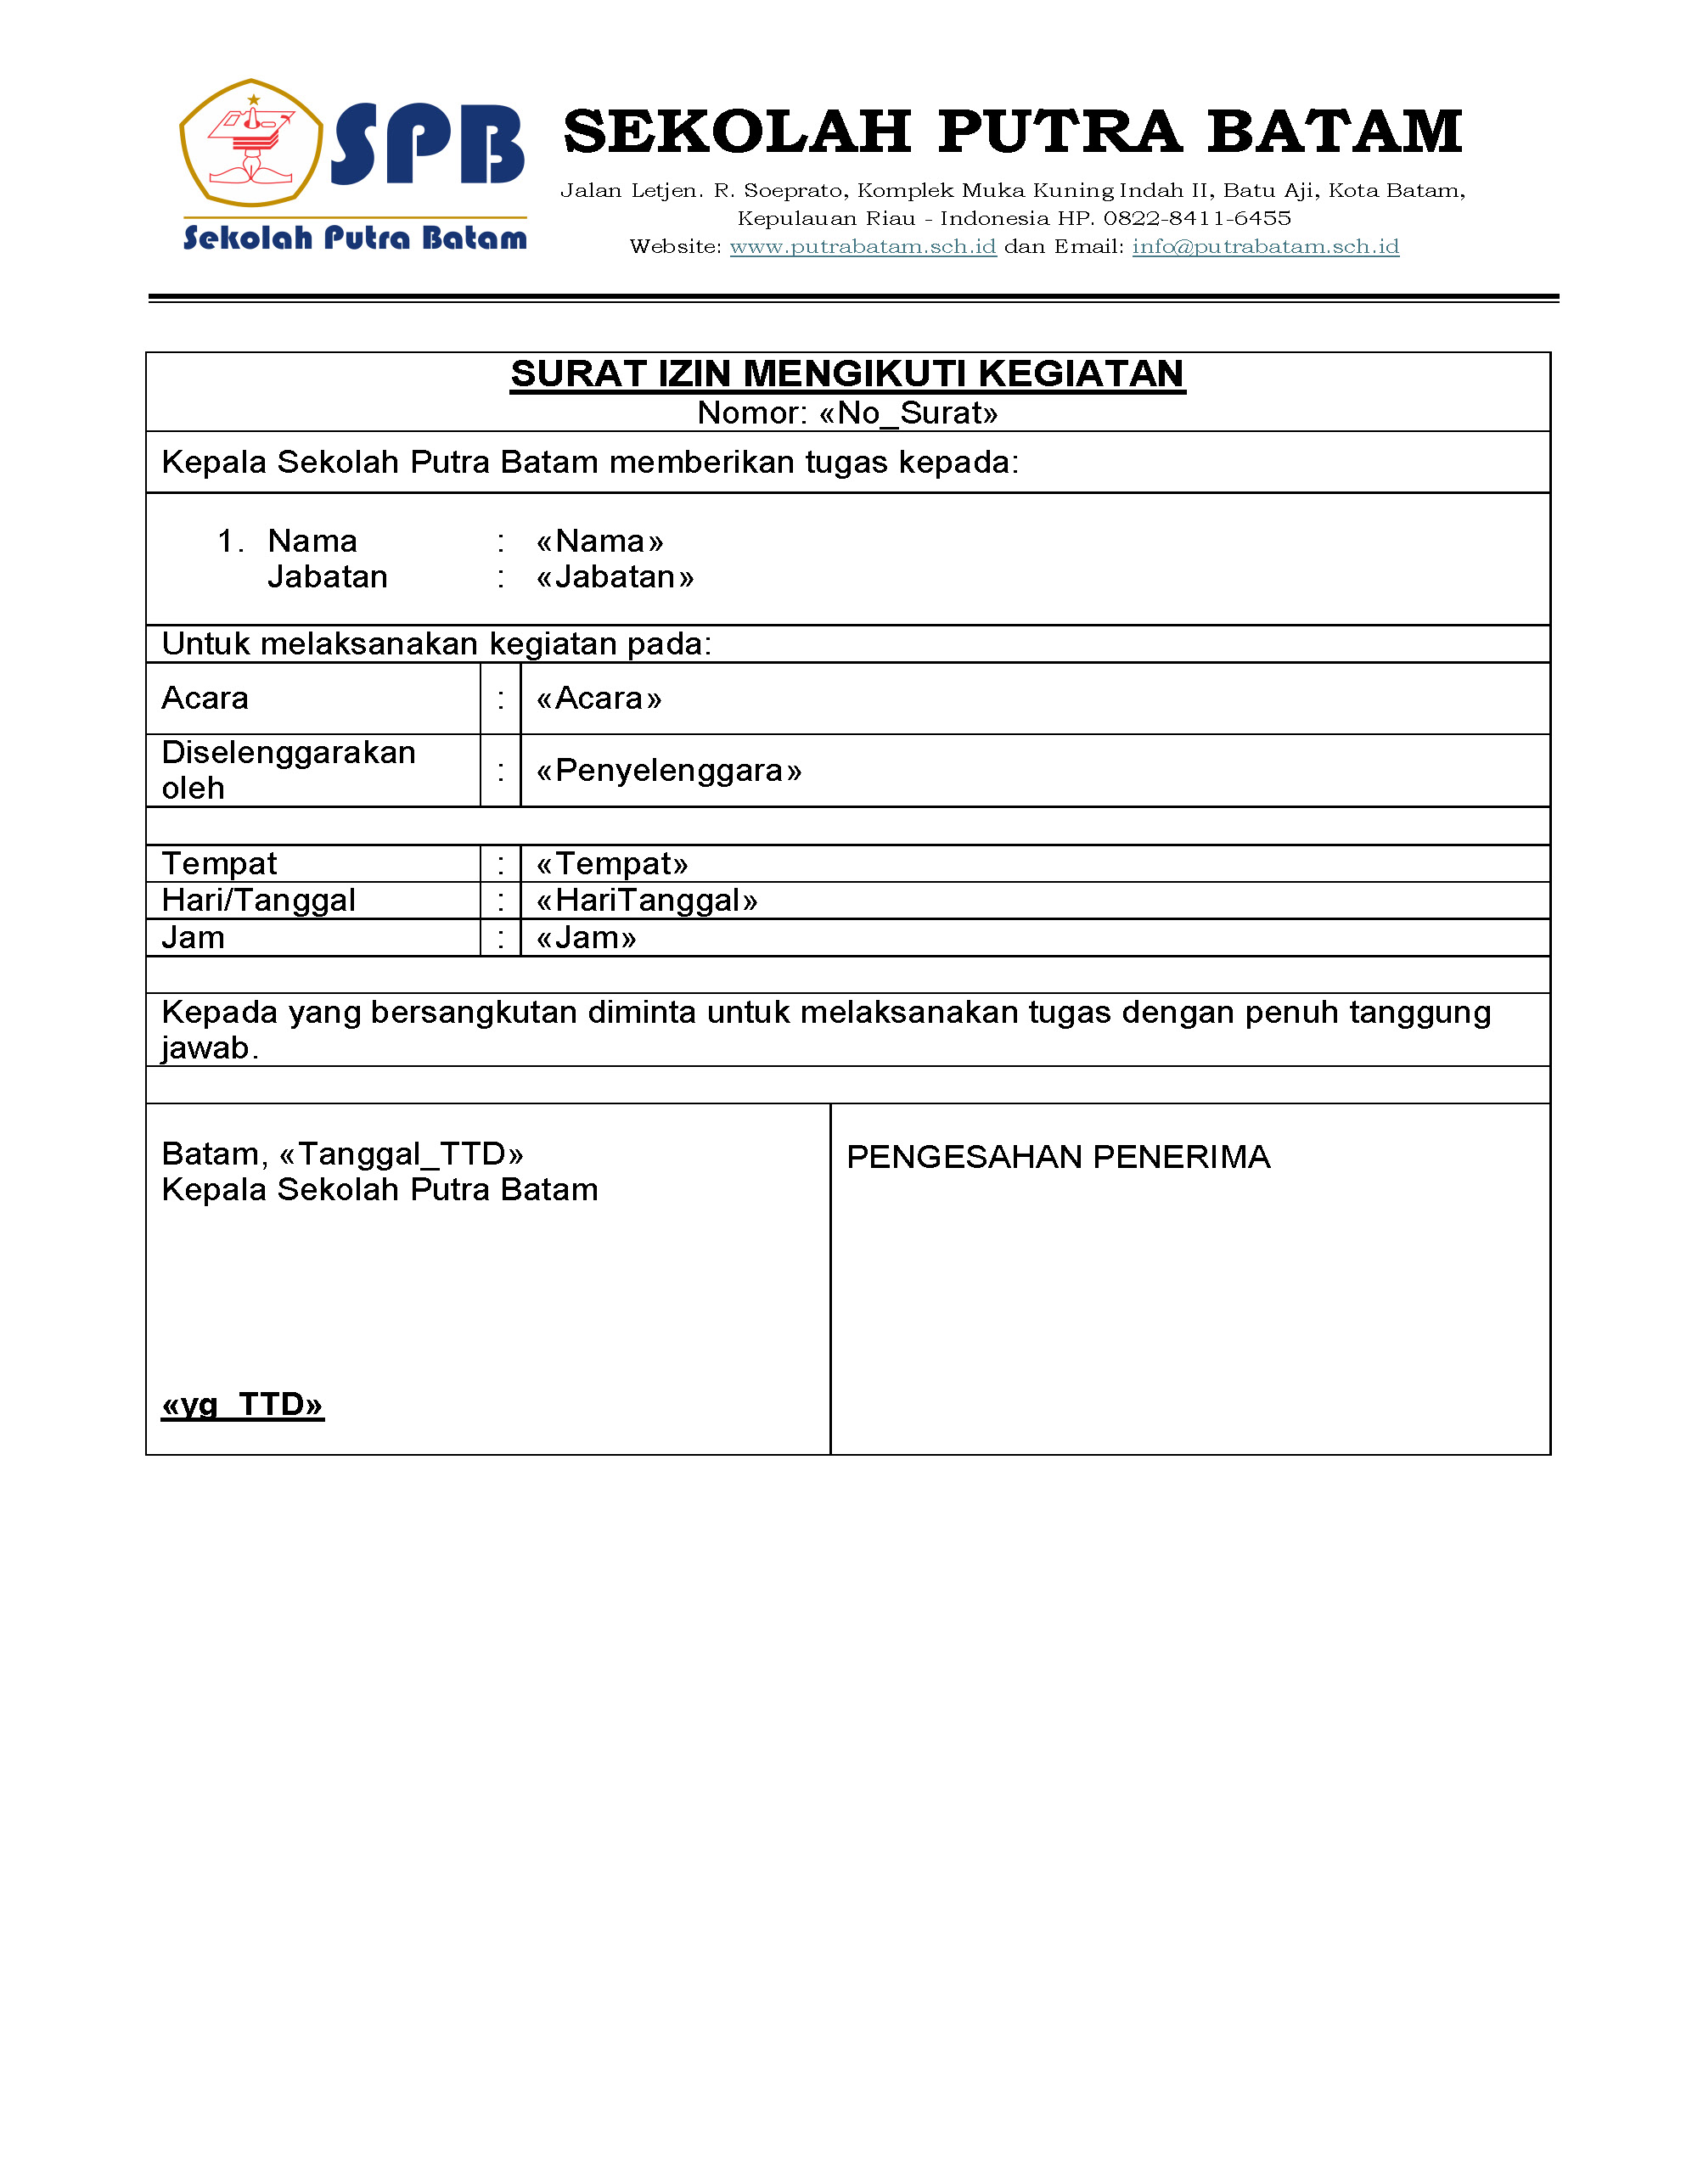 SPB
Sekolah Putra Batam
SEKOLAH PUTRA BATAM
Jalan Letjen. R. Soeprato, Komplek Muka Kuning Indah II, Batu Aji, Kota Batam,
Kepulauan Riau - Indonesia HP. 0822-8411-6455
Website: www.putrabatam.sch.id dan Email: info@putrabatam.sch.id
SURAT IZIN MENGIKUTI KEGIATAN
Nomor: «No_Surat»
Kepala Sekolah Putra Batam memberikan tugas kepada:
1. Nama : «Nama»
Jabatan : «Jabatan»
Untuk melaksanakan kegiatan pada:
Acara : «Acara»
Diselenggarakan
oleh : «Penyelenggara»
Tempat : «Tempat»
Hari/Tanggal : «HariTanggal»
Jam : «Jam»
Kepada yang bersangkutan diminta untuk melaksanakan tugas dengan penuh tanggung
jawab.
Batam, «Tanggal_TTD»
Kepala Sekolah Putra Batam
«yg_TTD»
PENGESAHAN PENERIMA